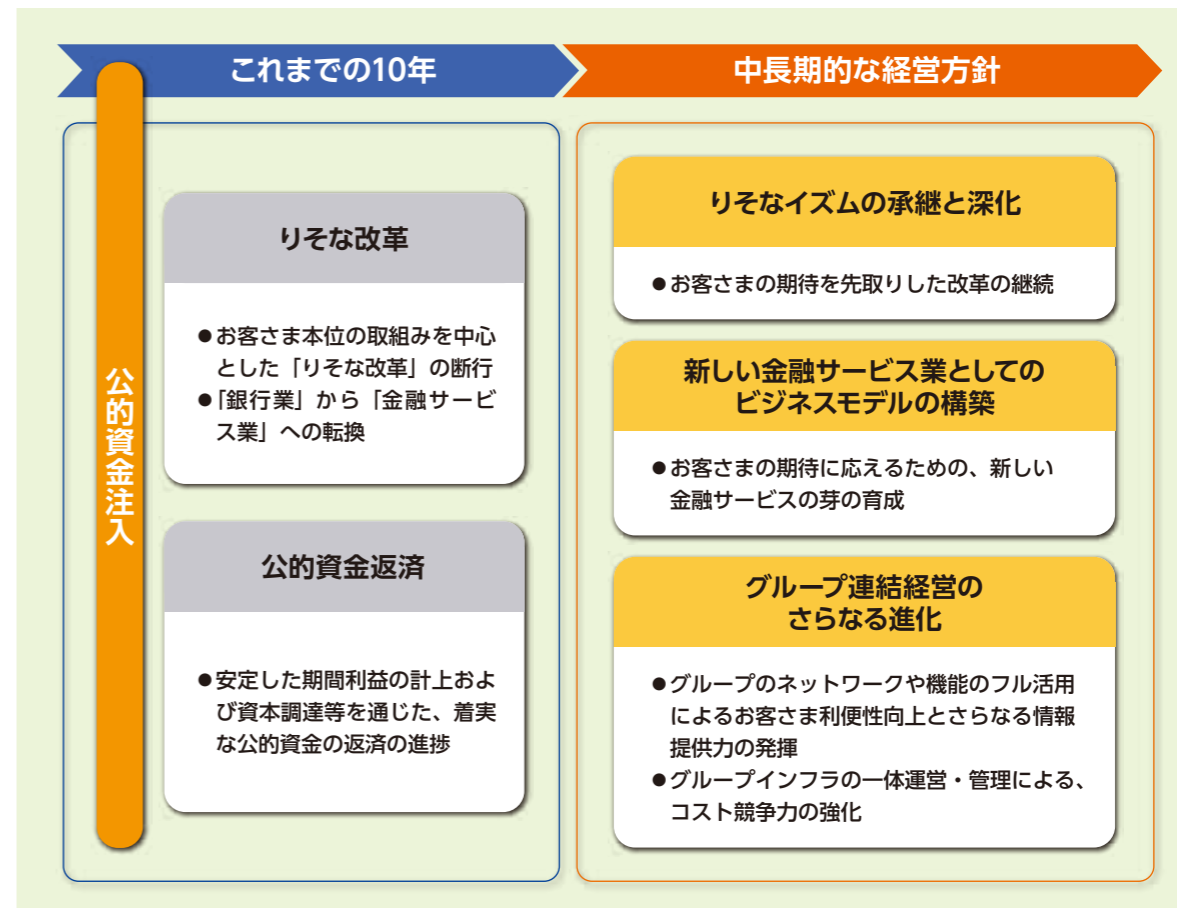 これまでの10年
中長期的な経営方針
公的資金注入
りそな改革
●お客さま本位の取組みを中心
とした「りそな改革」の断行
●「銀行業」から「金融サービ
ス業」への転換
公的資金返済
●安定した期間利益の計上およ
び資本調達等を通じた、着実
な公的資金の返済の進捗
りそなイズムの承継と深化
●お客さまの期待を先取りした改革の継続
新しい金融サービス業としての
ビジネスモデルの構築
●お客さまの期待に応えるための、新しい
金融サービスの芽の育成
グループ連結経営の
さらなる進化
●グループのネットワークや機能のフル活用
によるお客さま利便性向上とさらなる情報
提供力の発揮
●グループインフラの一体運営・管理による、
コスト競争力の強化